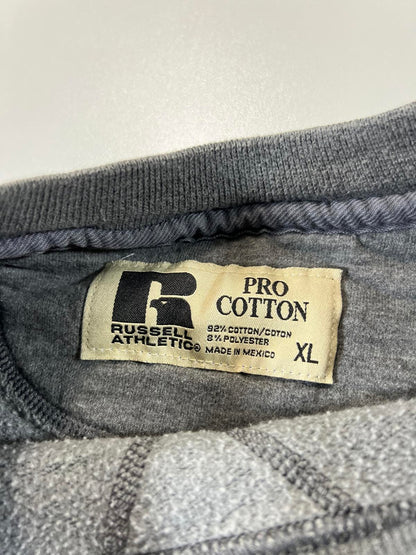 R
RUSSELL
ATHLETIC®
PRO
COTTON
92% COTTON/COTON
8% POLYESTER
MADE IN MEXICO
XL